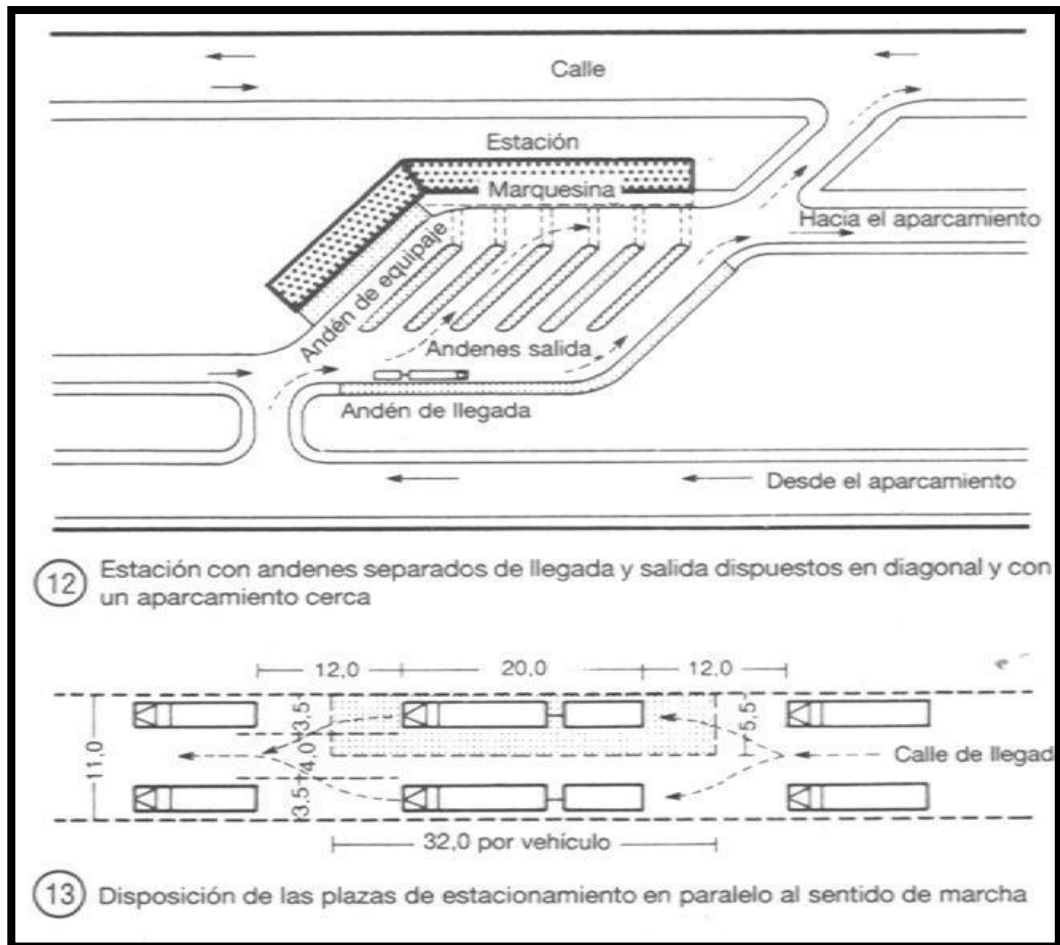 Calle
Estación
Marquesina
Hacia el aparcamiento
Andén de equipaje
Andenes salida
Andén de llegada
Desde el aparcamiento
12 Estación con andenes separados de llegada y salida dispuestos en diagonal y con
un aparcamiento cerca
12,0 20,0 12,0
11,0
3.5
4,0
3.5
5,5
Calle de llegad
32,0 por vehículo
13 Disposición de las plazas de estacionamiento en paralelo al sentido de marcha